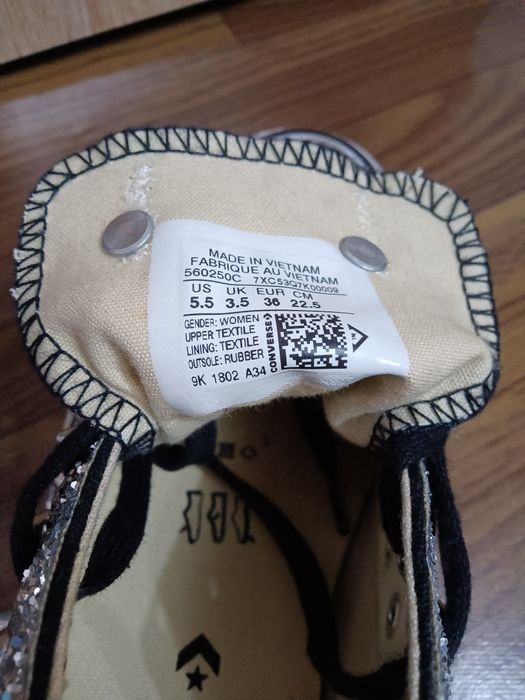 MADE IN VIETNAM
FABRIQUE AU VIETNAM
560250C 7XC53Q7K00009
US UK EUR CM
5.5 3.5 36 22.5
GENDER: WOMEN
UPPER TEXTILE
LINING: TEXTILE
OUTSOLE: RUBBER
CONVERSE
9K 1802 A34